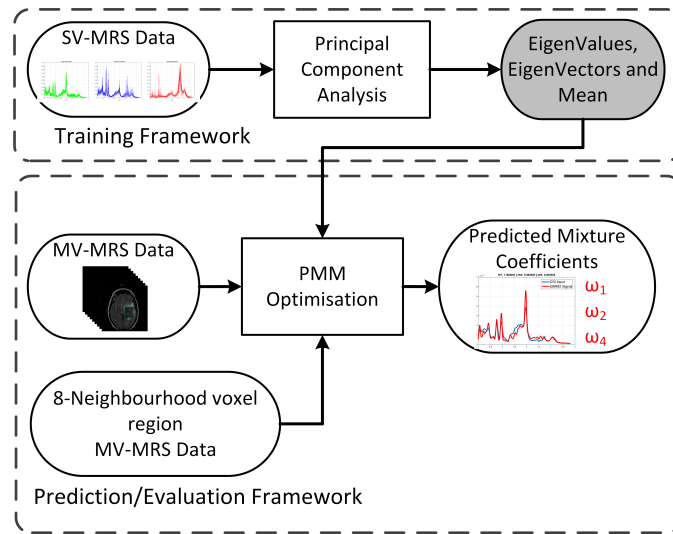 SV-MRS Data
Principal
Component
Analysis
EigenValues,
EigenVectors and
Mean
Training Framework
MV-MRS Data
PMM
Optimisation
Predicted Mixture
Coefficients
ω1
ω2
ω4
8-Neighbourhood voxel
region
MV-MRS Data
Prediction/Evaluation Framework